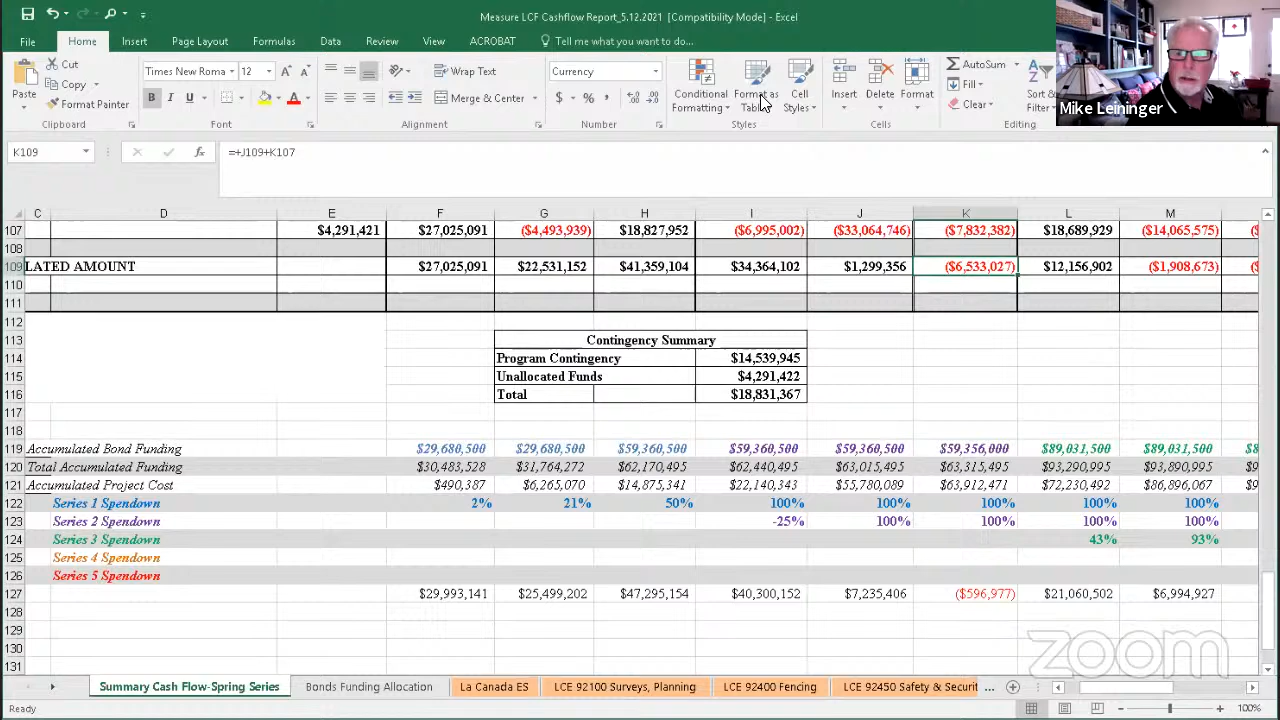 Measure LCF Cashflow Report_5.12.2021 [Compatibility Mode] - Excel
File Home Insert Page Layout Formulas Data Review View ACROBAT Tell me what you want to do...
Cut
Copy
Format Painter
Paste
Clipboard
Times New Roma 12
B I U
Font
Wrap Text
Merge & Center
Alignment
Currency
$ % ,
Number
Conditional Formatting
Format as Table
Cell Styles
Styles
Insert Delete Format
Cells
AutoSum
Fill
Clear
Sort &
Editing
Mike Leininger
K109 fx =+J109+K107
C D E F G H I J K L M
107 $4,291,421 $27,025,091 ($4,493,939) $18,827,952 ($6,995,002) ($33,064,746) ($7,832,382) $18,689,929 ($14,065,575) ($
108
109 LATED AMOUNT $27,025,091 $22,531,152 $41,359,104 $34,364,102 $1,299,356 ($6,533,027) $12,156,902 ($1,908,673) ($
110
111
112
113 Contingency Summary
114 Program Contingency $14,539,945
115 Unallocated Funds $4,291,422
116 Total $18,831,367
117
118
119 Accumulated Bond Funding $29,680,500 $29,680,500 $59,360,500 $59,360,500 $59,360,500 $59,356,000 $89,031,500 $89,031,500 $8
120 Total Accumulated Funding $30,483,528 $31,764,272 $62,170,495 $62,440,495 $63,015,495 $63,315,495 $93,290,995 $93,890,995 $9
121 Accumulated Project Cost $490,387 $6,265,070 $14,875,341 $22,140,343 $55,780,089 $63,912,471 $72,230,492 $86,896,067 $9
122 Series 1 Spendown 2% 21% 50% 100% 100% 100% 100% 100%
123 Series 2 Spendown -25% 100% 100% 100% 100%
124 Series 3 Spendown 43% 93%
125 Series 4 Spendown
126 Series 5 Spendown
127 $29,993,141 $25,499,202 $47,295,154 $40,300,152 $7,235,406 ($596,977) $21,060,502 $6,994,927
128
129
130
131
zoom
Summary Cash Flow-Spring Series Bonds Funding Allocation La Canada ES LCE 92100 Surveys, Planning LCE 92400 Fencing LCE 92450 Safety & Securit ...
Ready 100%